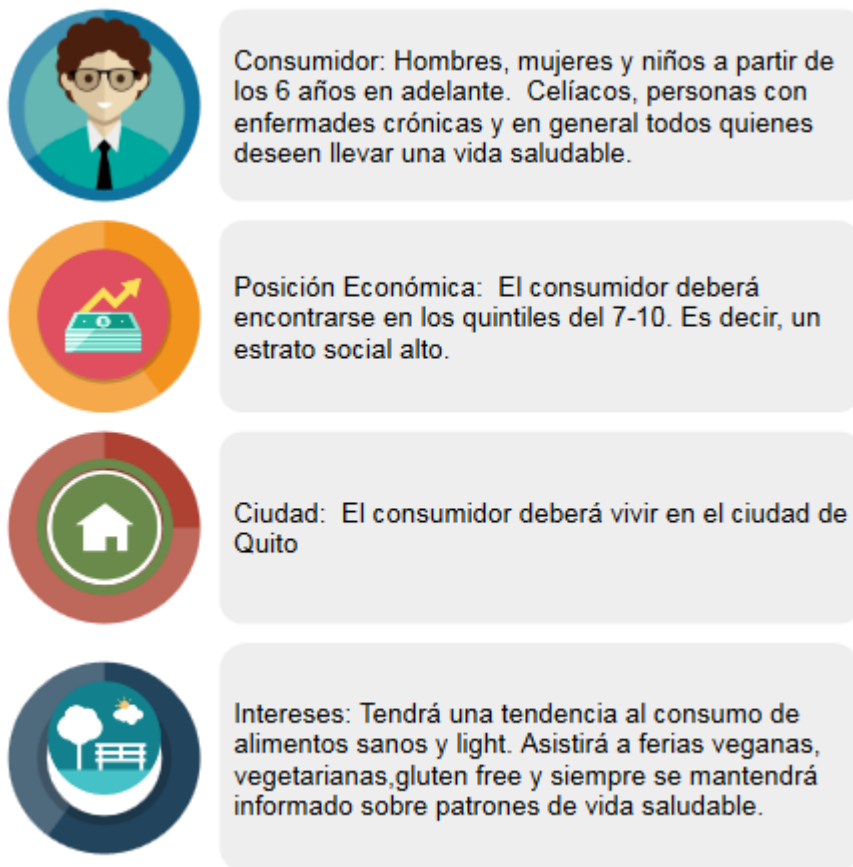 Consumidor: Hombres, mujeres y niños a partir de
los 6 años en adelante.  Celíacos, personas con
enfermades crónicas y en general todos quienes
deseen llevar una vida saludable.
Posición Económica:  El consumidor deberá
encontrarse en los quintiles del 7-10. Es decir, un
estrato social alto.
Ciudad:  El consumidor deberá vivir en el ciudad de
Quito
Intereses: Tendrá una tendencia al consumo de
alimentos sanos y light. Asistirá a ferias veganas,
vegetarianas,gluten free y siempre se mantendrá
informado sobre patrones de vida saludable.